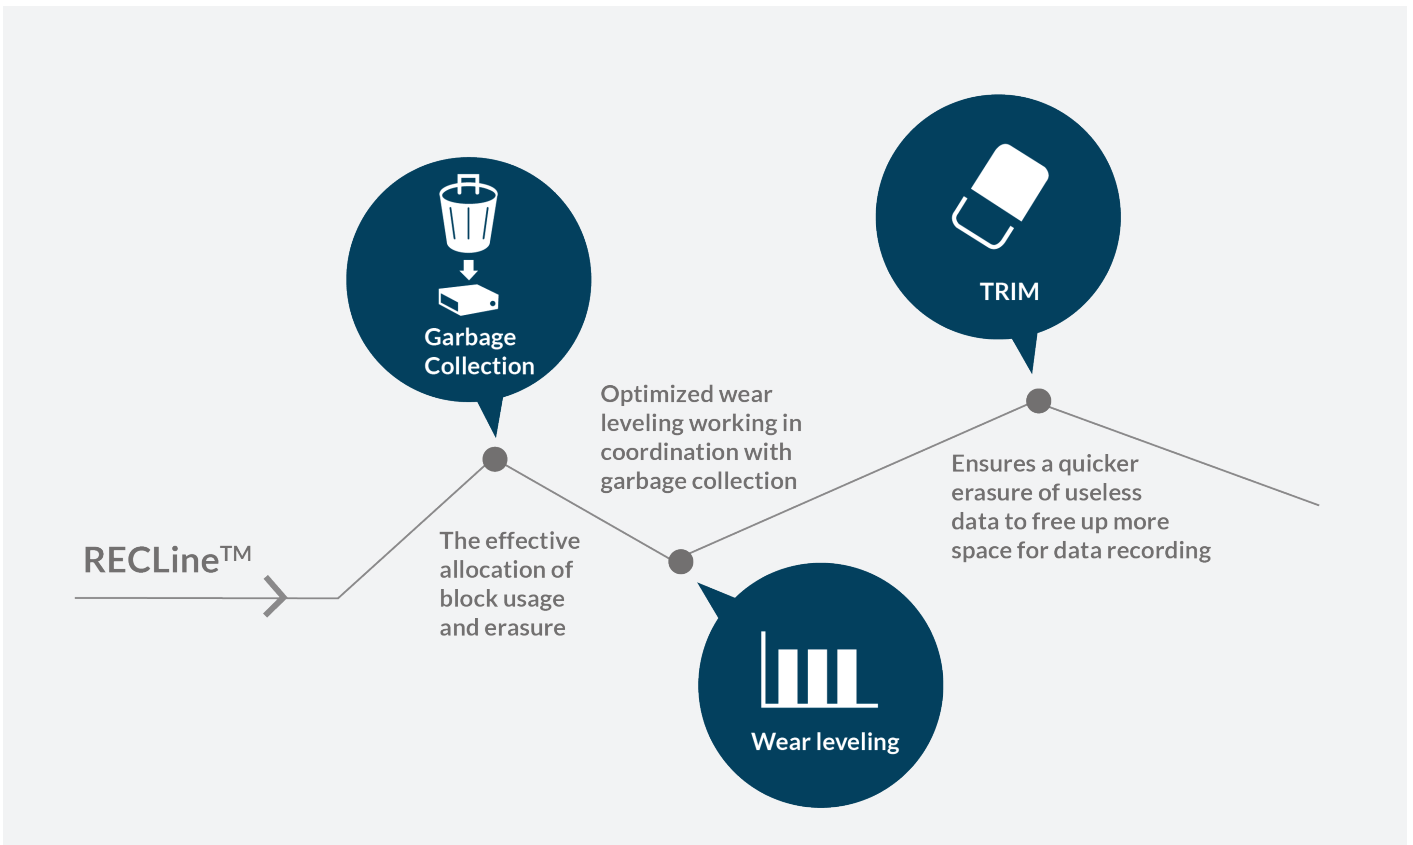 RECLine™
Garbage
Collection
The effective
allocation of
block usage
and erasure
Optimized wear
leveling working in
coordination with
garbage collection
Wear leveling
TRIM
Ensures a quicker
erasure of useless
data to free up more
space for data recording